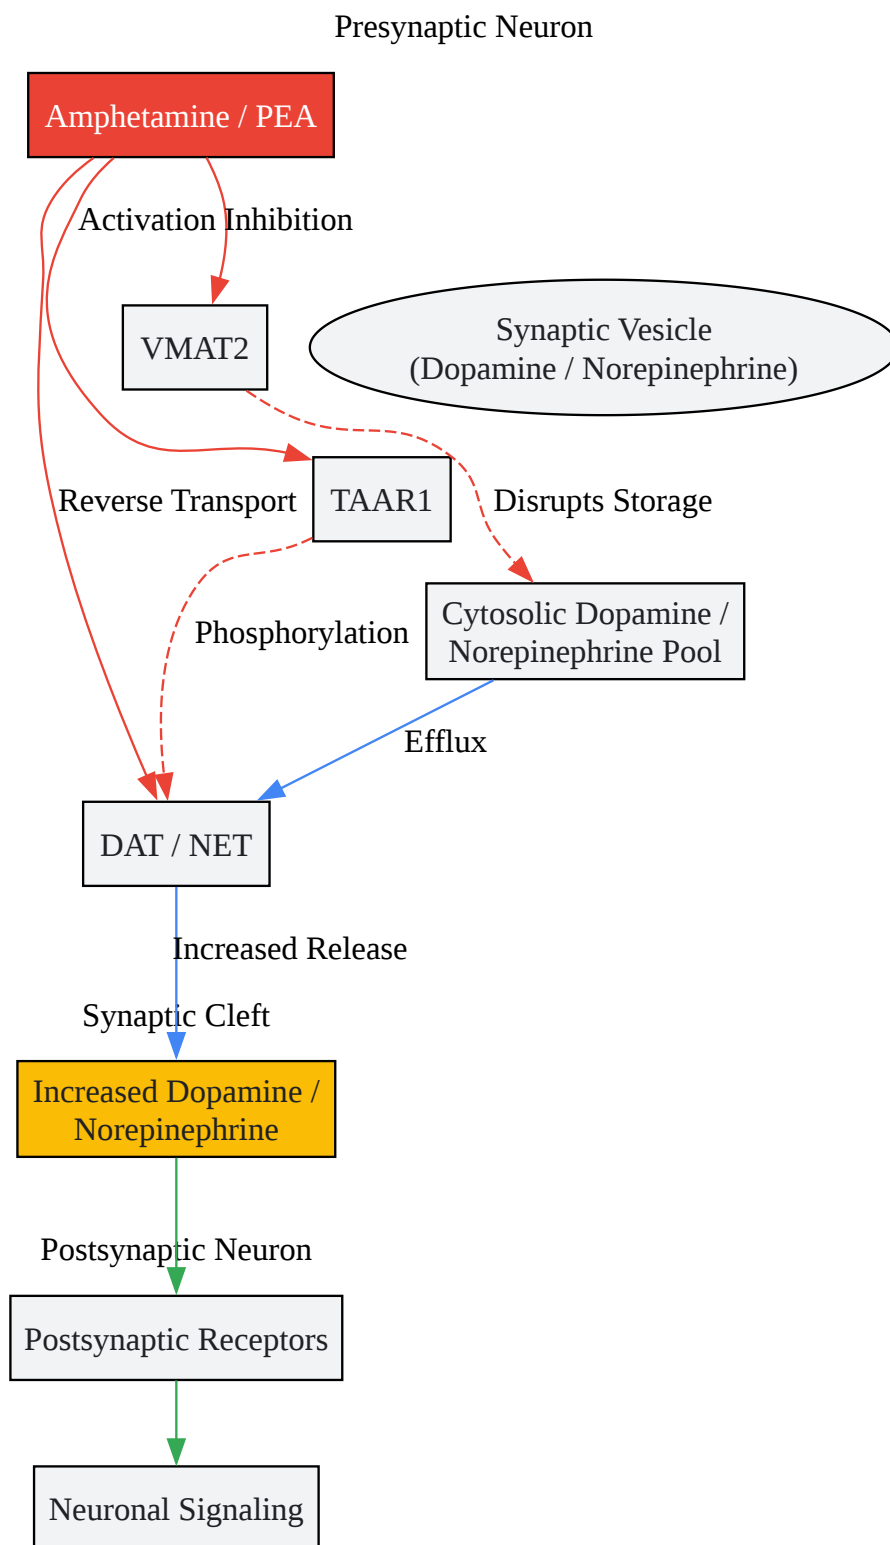 Presynaptic Neuron
Amphetamine / PEA
Activation
Inhibition
VMAT2
Synaptic Vesicle
(Dopamine / Norepinephrine)
Reverse Transport
TAAR1
Disrupts Storage
Phosphorylation
Cytosolic Dopamine /
Norepinephrine Pool
Efflux
DAT / NET
Increased Release
Synaptic Cleft
Increased Dopamine /
Norepinephrine
Postsynaptic Neuron
Postsynaptic Receptors
Neuronal Signaling